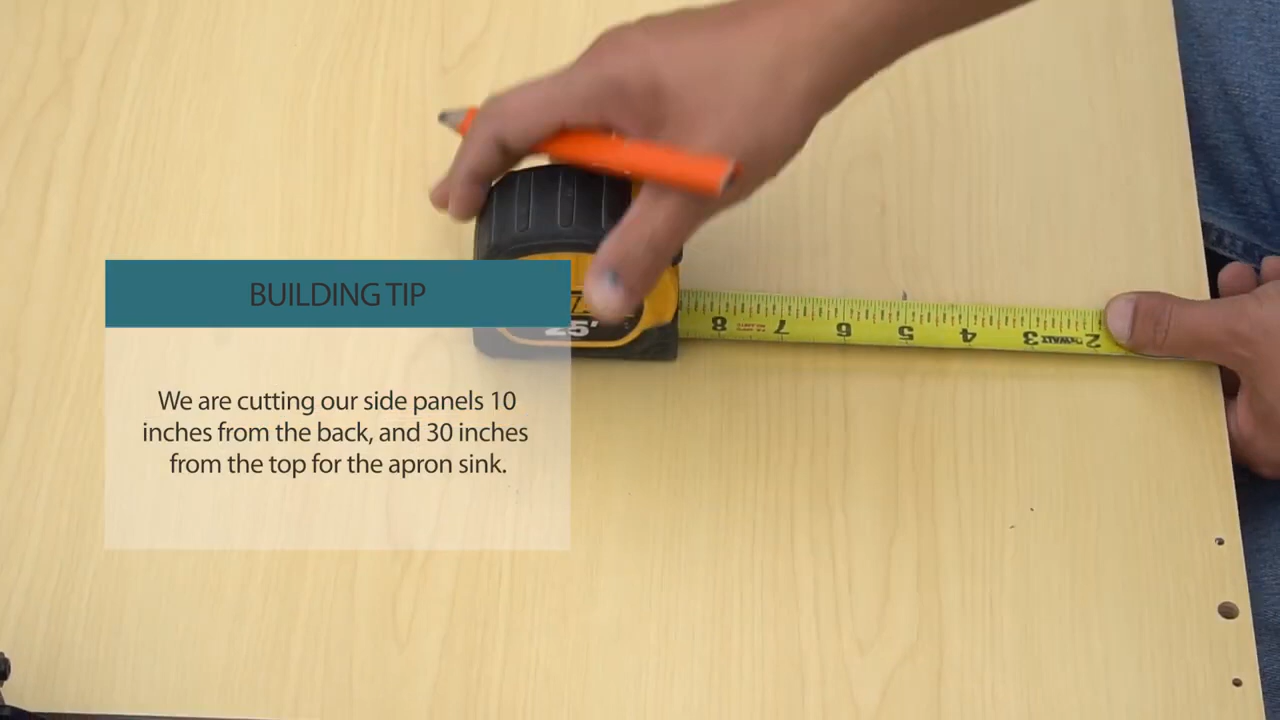 BUILDING TIP
We are cutting our side panels 10
inches from the back, and 30 inches
from the top for the apron sink.
25'
8 7 6 5 4 3 DEWALT 2